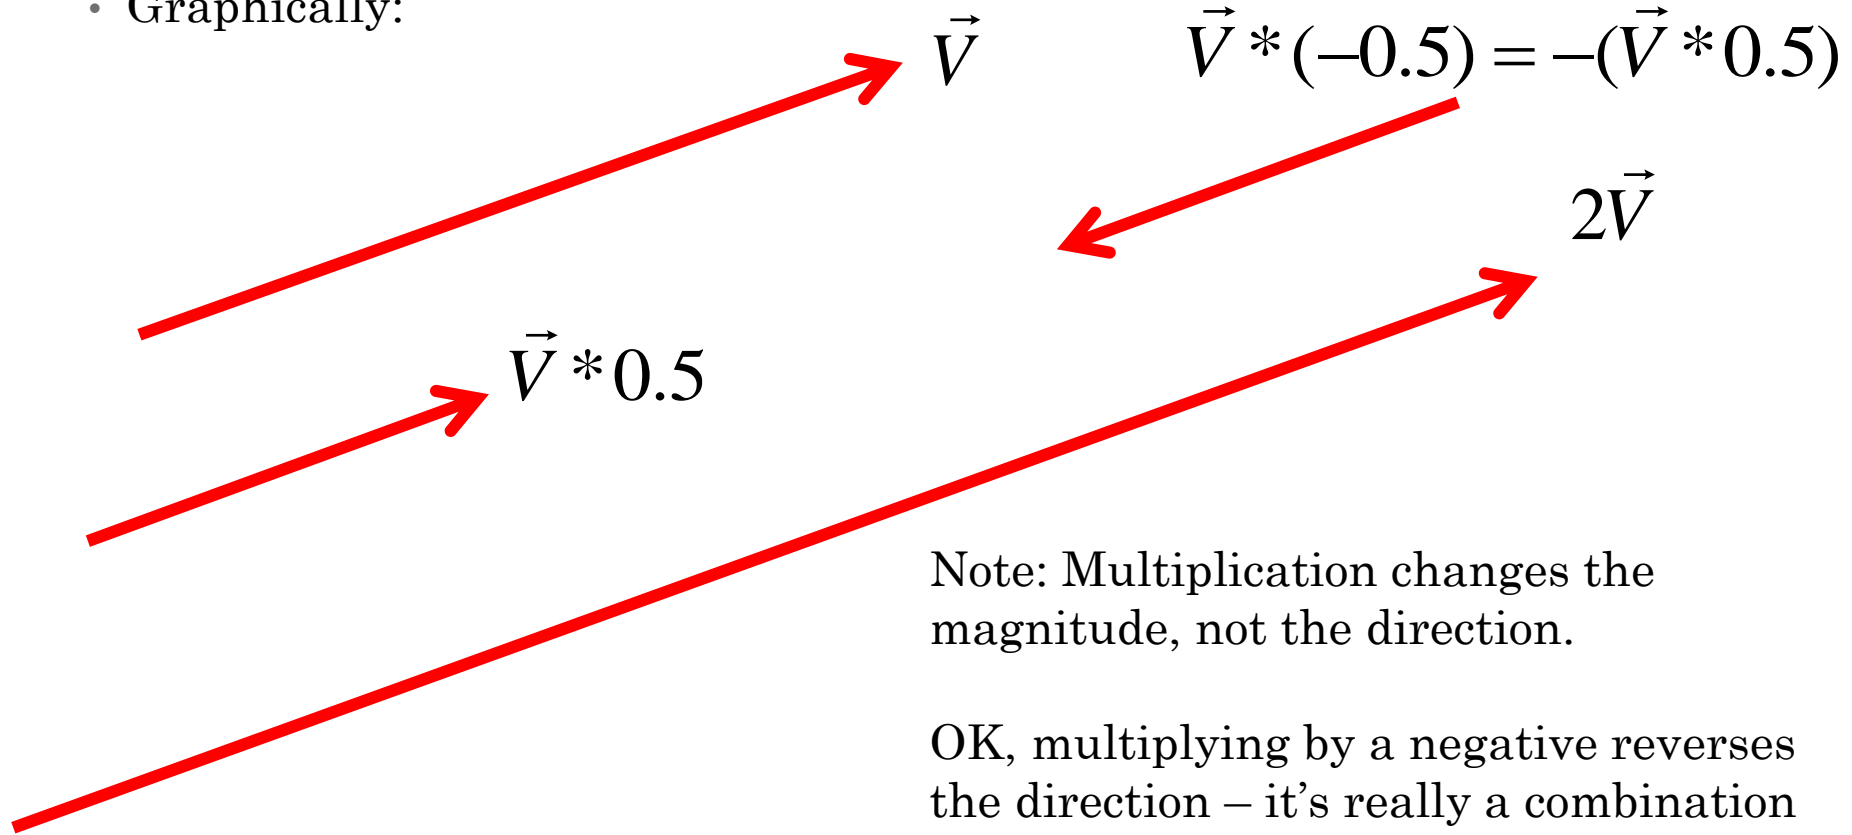 • Graphically:
V⃗
V⃗ * (−0.5) = −(V⃗ * 0.5)
2V⃗
V⃗ * 0.5
Note: Multiplication changes the
magnitude, not the direction.
OK, multiplying by a negative reverses
the direction – it’s really a combination